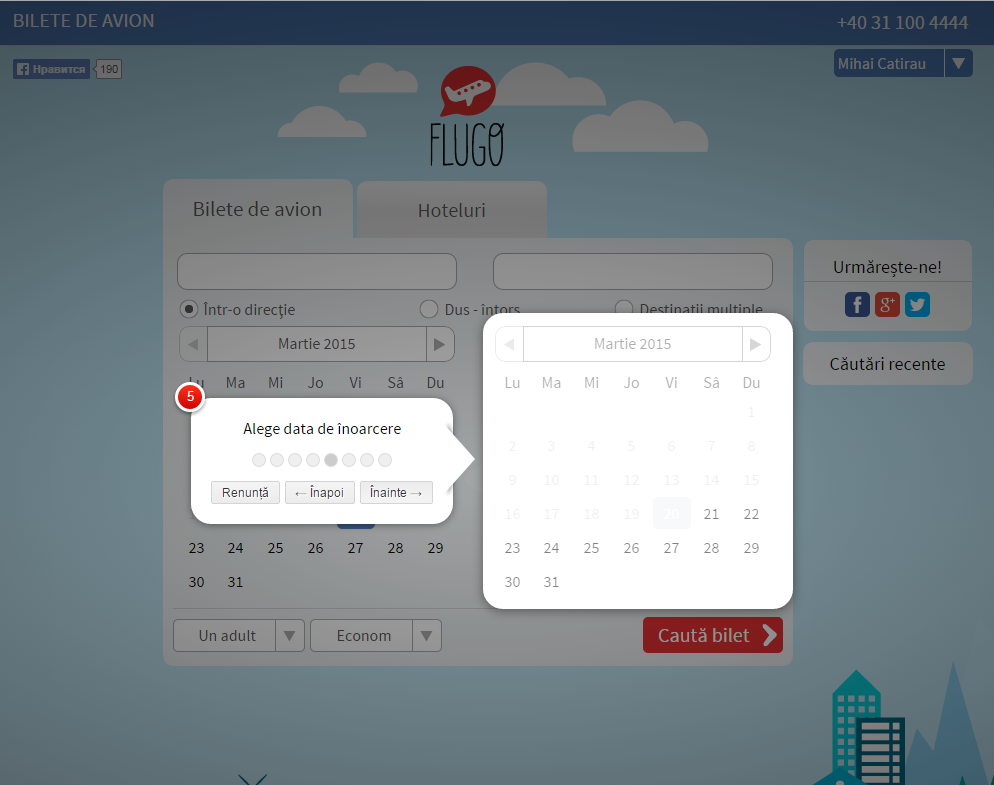 BILETE DE AVION
+40 31 100 4444
Нравится 190
Mihai Catirau
FLUGO
Bilete de avion
Hoteluri
Într-o direcţie
Dus - întors
Destinații multiple
Urmărește-ne!
Căutări recente
Martie 2015
Lu Ma Mi Jo Vi Sâ Du
5
Alege data de înoarcere
Renunță
← Înapoi
Înainte →
23 24 25 26 27 28 29
30 31
Martie 2015
Lu Ma Mi Jo Vi Sâ Du
1
2 3 4 5 6 7 8
9 10 11 12 13 14 15
16 17 18 19 20 21 22
23 24 25 26 27 28 29
30 31
Un adult
Econom
Caută bilet